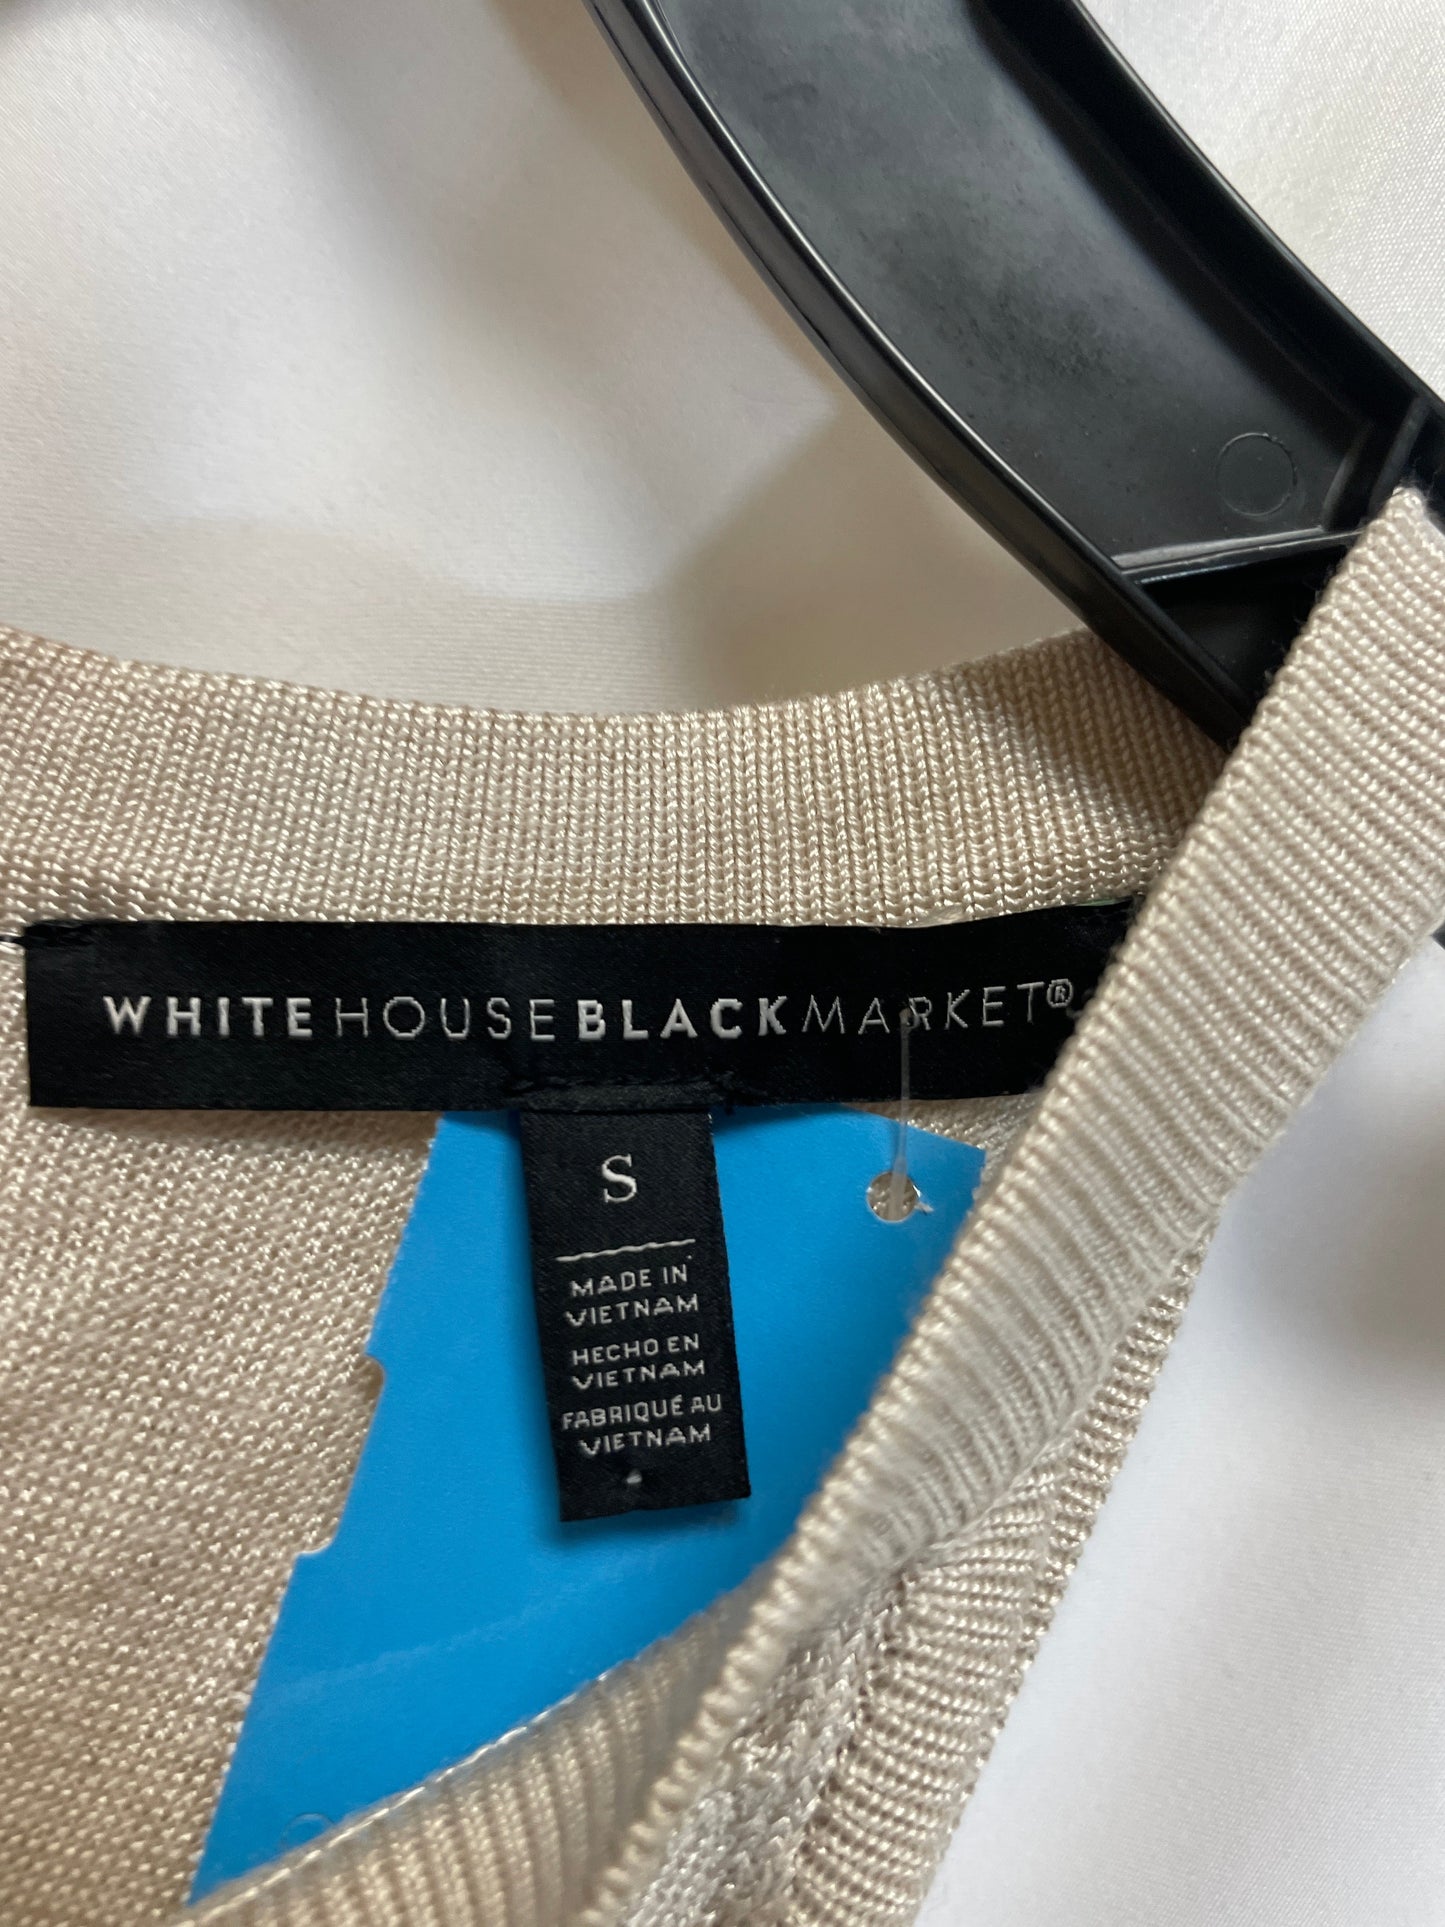 WHITEHOUSEBLACKMARKET®
S
MADE IN
VIETNAM
HECHO EN
VIETNAM
FABRIQUÉ AU
VIETNAM